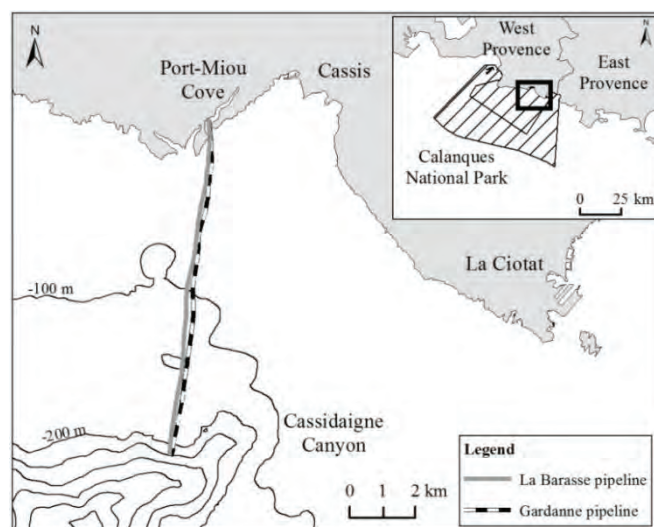 N
Port-Miou
Cove
Cassis
-100 m
-200 m
Cassidaigne
Canyon
La Ciotat
0 1 2 km
N
West
Provence
East
Provence
Calanques
National Park
0 25
km
Legend
La Barasse pipeline
Gardanne pipeline